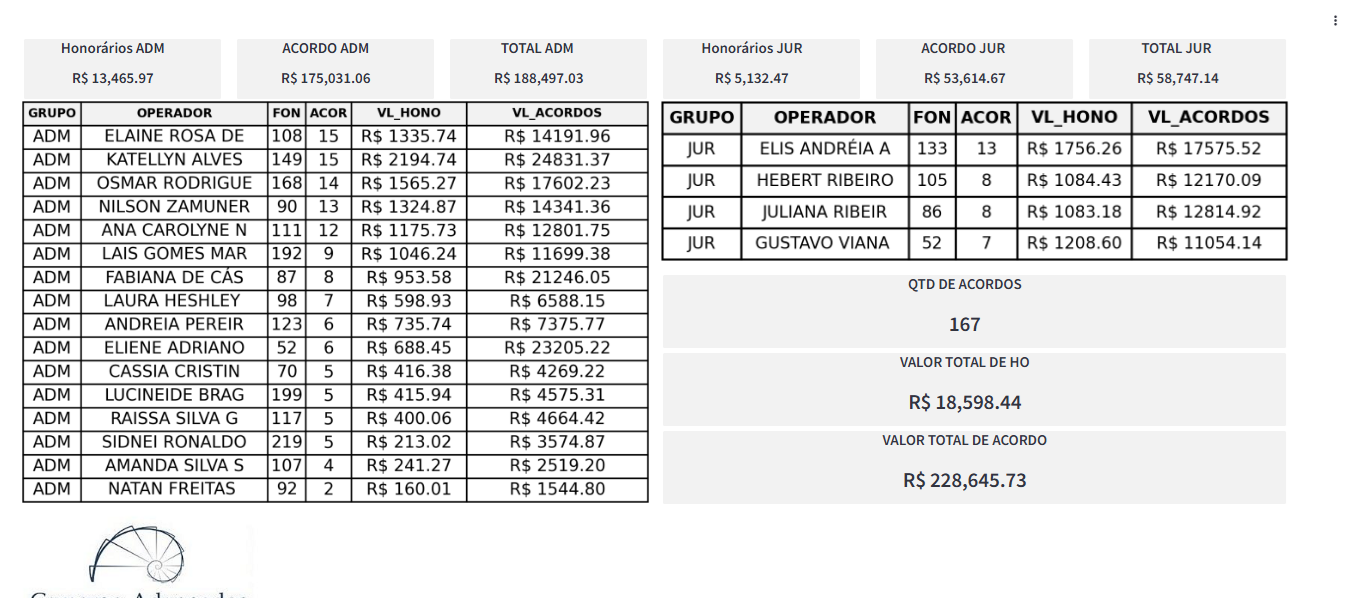 Honorários ADM
R$ 13,465.97
ACORDO ADM
R$ 175,031.06
TOTAL ADM
R$ 188,497.03
Honorários JUR
R$ 5,132.47
ACORDO JUR
R$ 53,614.67
TOTAL JUR
R$ 58,747.14
GRUPO OPERADOR FON ACOR VL_HONO VL_ACORDOS
ADM ELAINE ROSA DE 108 15 R$ 1335.74 R$ 14191.96
ADM KATELLYN ALVES 149 15 R$ 2194.74 R$ 24831.37
ADM OSMAR RODRIGUE 168 14 R$ 1565.27 R$ 17602.23
ADM NILSON ZAMUNER 90 13 R$ 1324.87 R$ 14341.36
ADM ANA CAROLYNE N 111 12 R$ 1175.73 R$ 12801.75
ADM LAIS GOMES MAR 192 9 R$ 1046.24 R$ 11699.38
ADM FABIANA DE CÁS 87 8 R$ 953.58 R$ 21246.05
ADM LAURA HESHLEY 98 7 R$ 598.93 R$ 6588.15
ADM ANDREIA PEREIR 123 6 R$ 735.74 R$ 7375.77
ADM ELIENE ADRIANO 52 6 R$ 688.45 R$ 23205.22
ADM CASSIA CRISTIN 70 5 R$ 416.38 R$ 4269.22
ADM LUCINEIDE BRAG 199 5 R$ 415.94 R$ 4575.31
ADM RAISSA SILVA G 117 5 R$ 400.06 R$ 4664.42
ADM SIDNEI RONALDO 219 5 R$ 213.02 R$ 3574.87
ADM AMANDA SILVA S 107 4 R$ 241.27 R$ 2519.20
ADM NATAN FREITAS 92 2 R$ 160.01 R$ 1544.80
GRUPO OPERADOR FON ACOR VL_HONO VL_ACORDOS
JUR ELIS ANDRÉIA A 133 13 R$ 1756.26 R$ 17575.52
JUR HEBERT RIBEIRO 105 8 R$ 1084.43 R$ 12170.09
JUR JULIANA RIBEIR 86 8 R$ 1083.18 R$ 12814.92
JUR GUSTAVO VIANA 52 7 R$ 1208.60 R$ 11054.14
QTD DE ACORDOS
167
VALOR TOTAL DE HO
R$ 18,598.44
VALOR TOTAL DE ACORDO
R$ 228,645.73